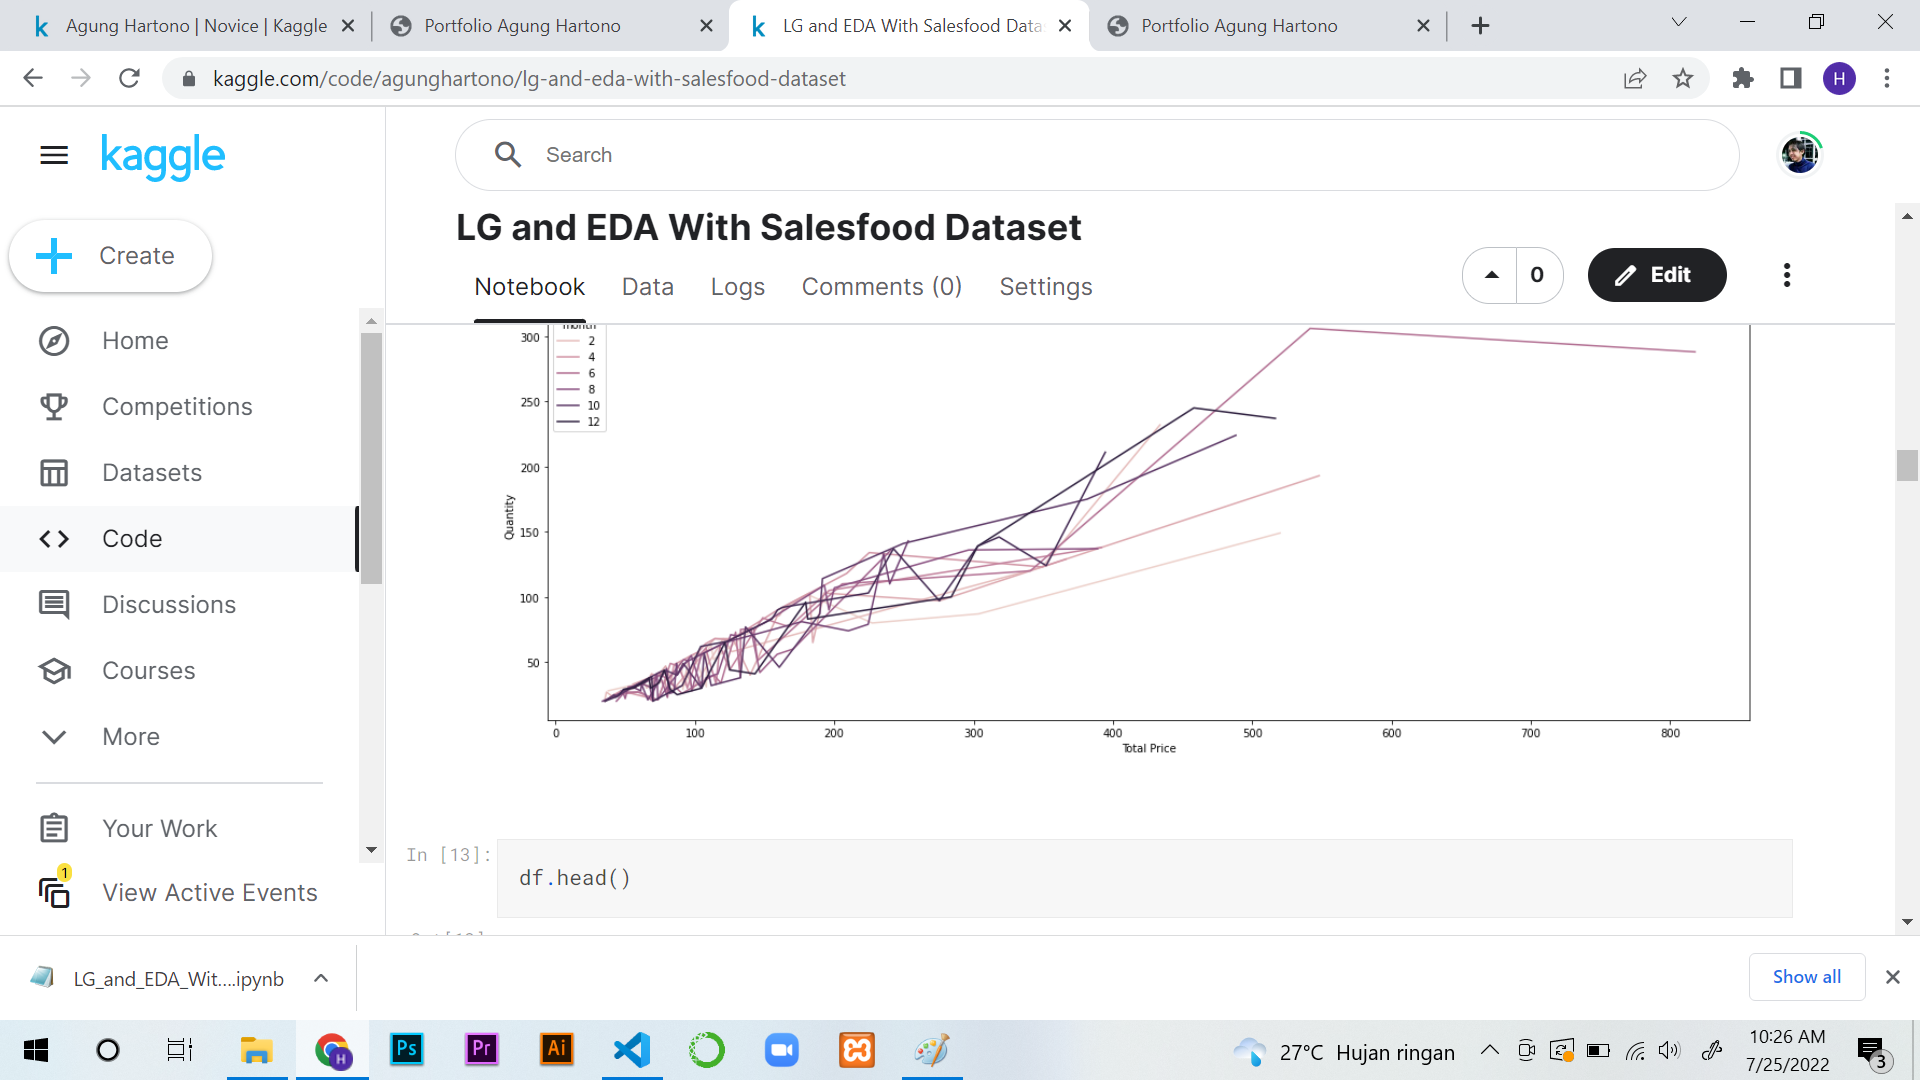 Agung Hartono | Novice | Kaggle
Portfolio Agung Hartono
LG and EDA With Salesfood Data
Portfolio Agung Hartono
kaggle.com/code/agunghartono/lg-and-eda-with-salesfood-dataset
H
kaggle
Search
LG and EDA With Salesfood Dataset
Create
Notebook Data Logs Comments (0) Settings
0
Edit
Home
Competitions
Datasets
Code
Discussions
Courses
More
Your Work
1
View Active Events
month
2
4
6
8
10
12
300
250
200
150
100
50
Quantity
0 100 200 300 400 500 600 700 800
Total Price
In [13]:
df.head()
LG_and_EDA_Wit....ipynb
Show all
H
Ps
Pr
Ai
27°C Hujan ringan
10:26 AM
7/25/2022
3